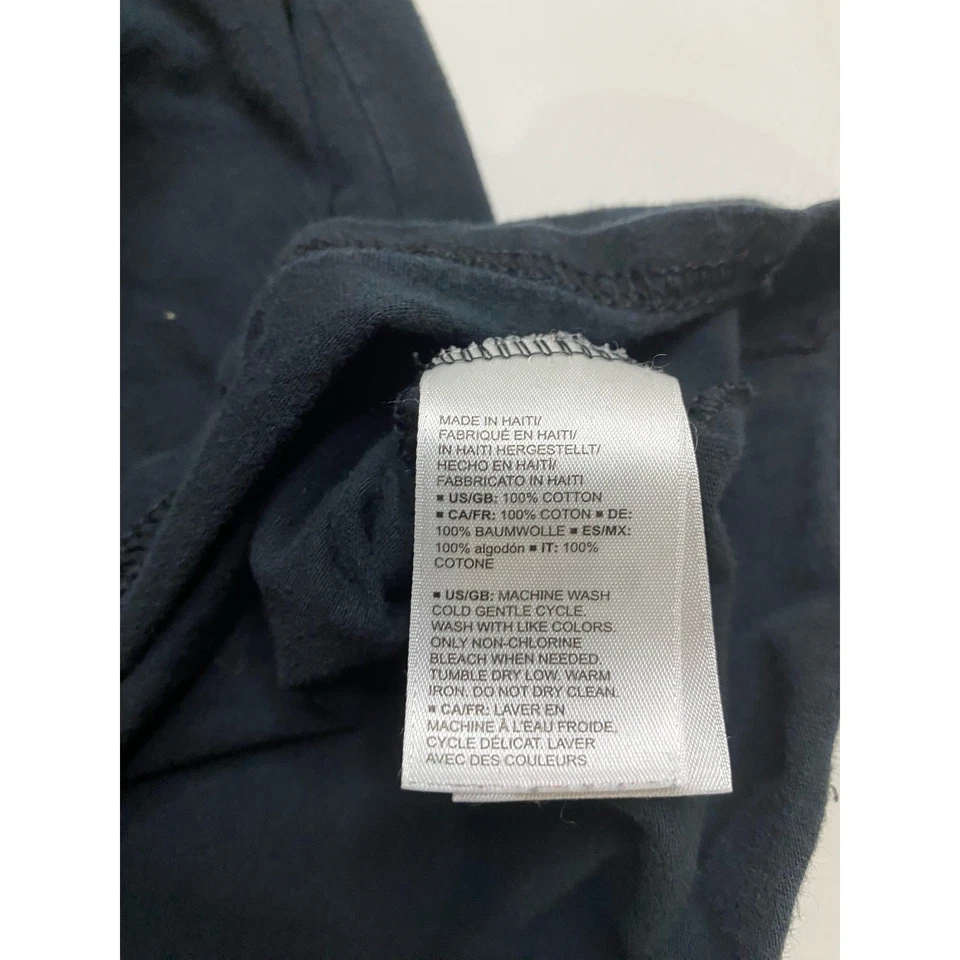 MADE IN HAITI/
FABRIQUÉ EN HAITI/
IN HAITI HERGESTELLT/
HECHO EN HAITÍ/
FABBRICATO IN HAITI
▪ US/GB: 100% COTTON
▪ CA/FR: 100% COTON ▪ DE:
100% BAUMWOLLE ▪ ES/MX:
100% algodón ▪ IT: 100%
COTONE
▪ US/GB: MACHINE WASH
COLD GENTLE CYCLE.
WASH WITH LIKE COLORS.
ONLY NON-CHLORINE
BLEACH WHEN NEEDED.
TUMBLE DRY LOW. WARM
IRON. DO NOT DRY CLEAN.
▪ CA/FR: LAVER EN
MACHINE À L'EAU FROIDE,
CYCLE DÉLICAT. LAVER
AVEC DES COULEURS